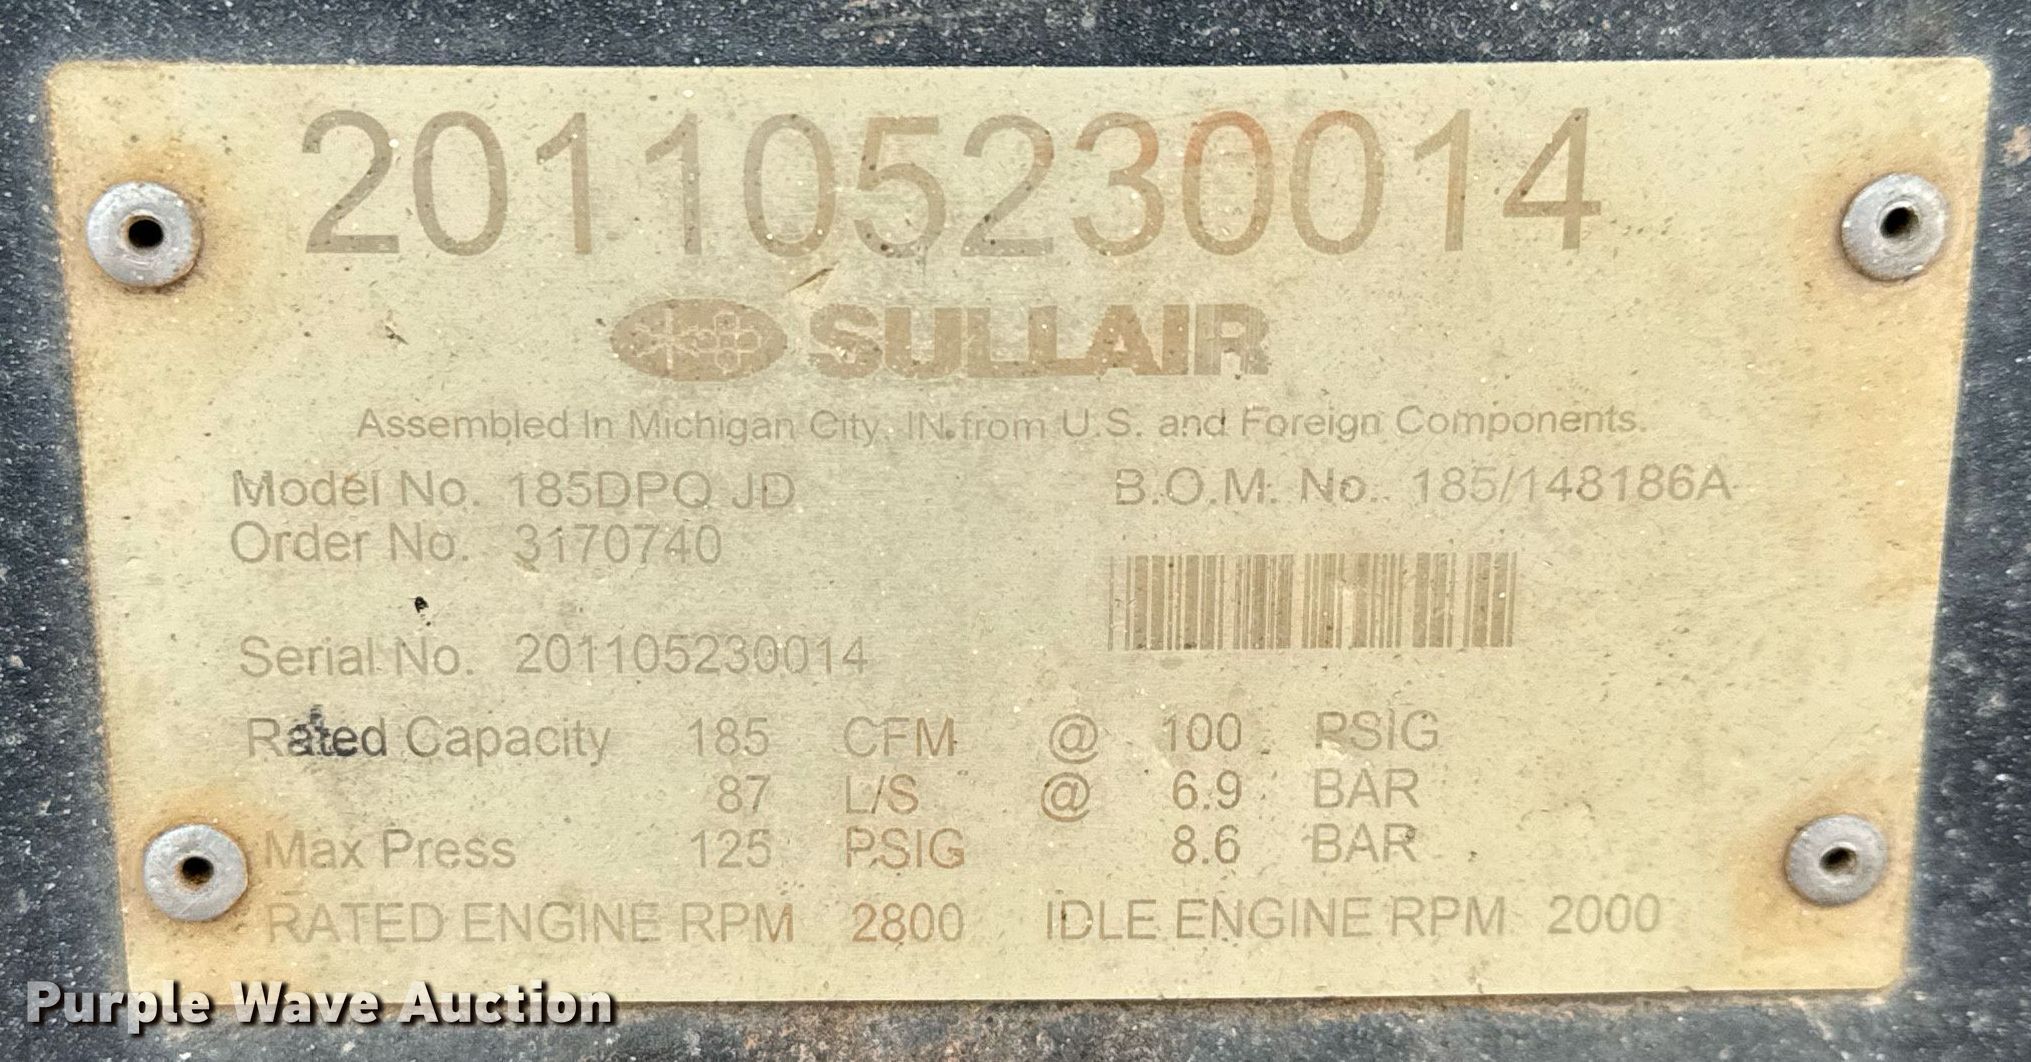 201105230014
SULLAIR
Assembled In Michigan City, IN from U.S. and Foreign Components.
Model No. 185DPQ JD B.O.M. No. 185/148186A
Order No. 3170740
Serial No. 201105230014
Rated Capacity 185 CFM @ 100 PSIG
87 L/S @ 6.9 BAR
Max Press 125 PSIG 8.6 BAR
RATED ENGINE RPM 2800 IDLE ENGINE RPM 2000
Purple Wave Auction